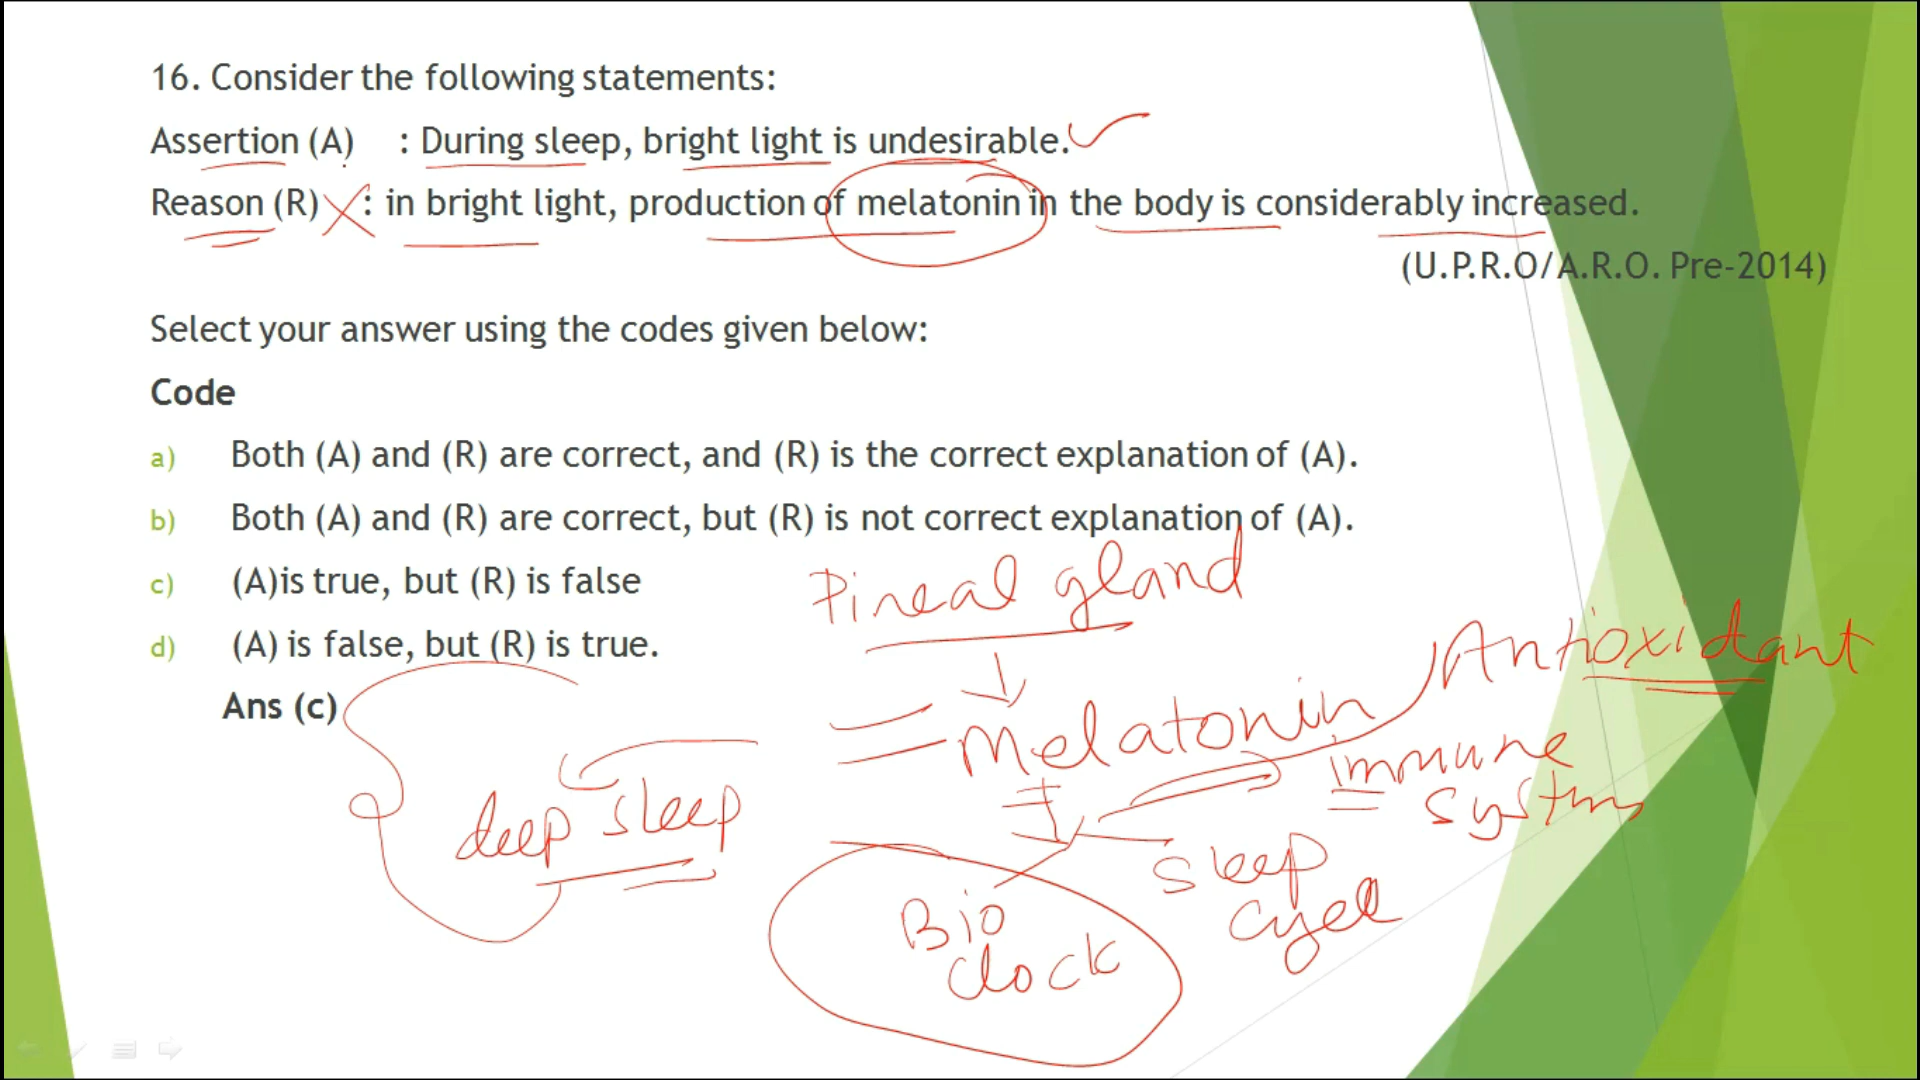 16. Consider the following statements:
Assertion (A) : During sleep, bright light is undesirable.
Reason (R) : in bright light, production of melatonin in the body is considerably increased.
(U.P.R.O/A.R.O. Pre-2014)
Select your answer using the codes given below:
Code
a) Both (A) and (R) are correct, and (R) is the correct explanation of (A).
b) Both (A) and (R) are correct, but (R) is not correct explanation of (A).
c) (A)is true, but (R) is false
d) (A) is false, but (R) is true.
Ans (c)
Pineal gland
Melatonin
Antioxidant
immune
system
deep sleep
sleep
Bio
clock